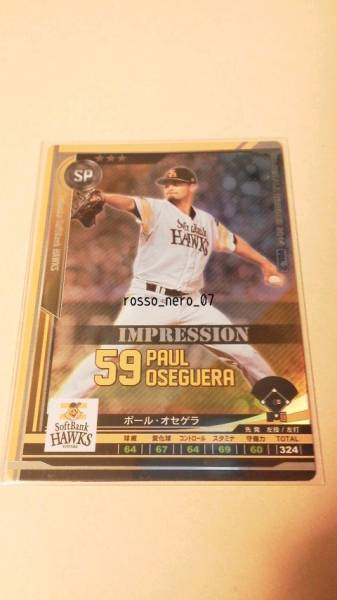 SP
★★★
SoftBank
HAWKS
rosso_nero_07
IMPRESSION
59 PAUL
OSEGUERA
SoftBank
HAWKS
ポール・オセゲラ
先発 左投/左打
球威 変化球 コントロール スタミナ 守備力 TOTAL
64 67 64 69 60 324